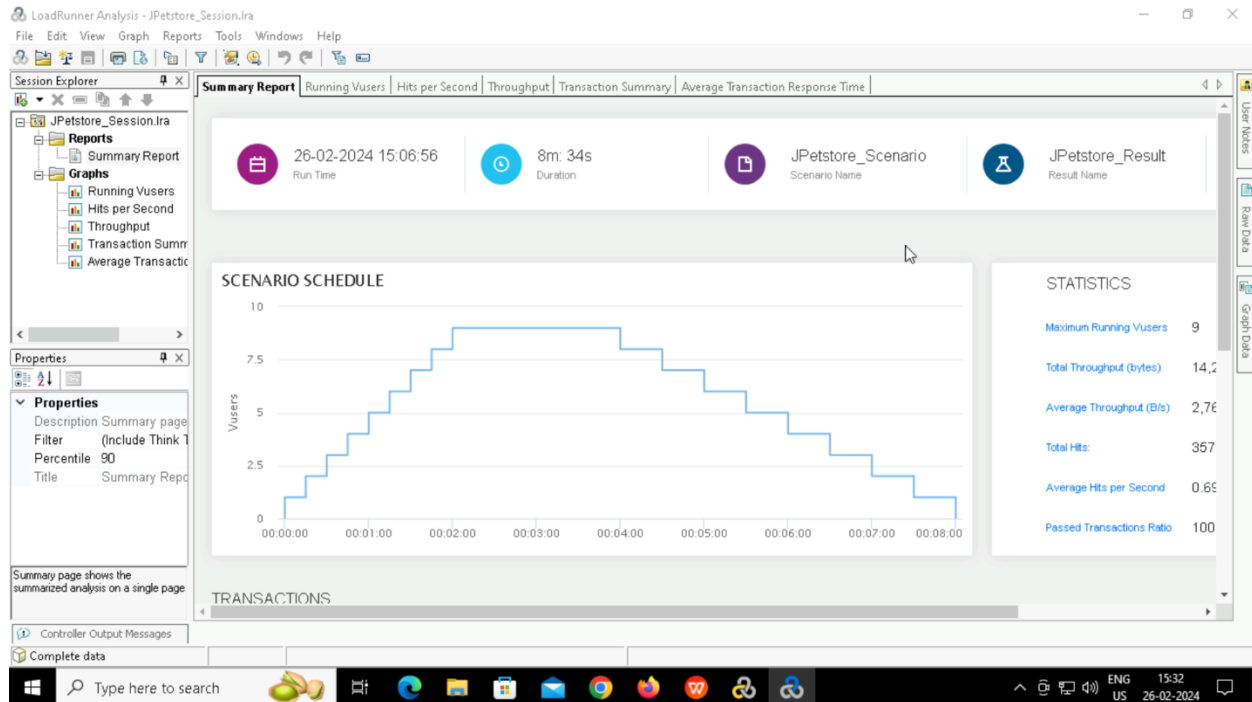 LoadRunner Analysis - JPetstore_Session.lra
File Edit View Graph Reports Tools Windows Help
Session Explorer
JPetstore_Session.lra
Reports
Summary Report
Graphs
Running Vusers
Hits per Second
Throughput
Transaction Summ
Average Transactic
Properties
Properties
Description Summary page
Filter (Include Think T
Percentile 90
Title Summary Repo
Summary page shows the
summarized analysis on a single page
Summary Report Running Vusers Hits per Second Throughput Transaction Summary Average Transaction Response Time
26-02-2024 15:06:56
Run Time
8m: 34s
Duration
JPetstore_Scenario
Scenario Name
JPetstore_Result
Result Name
SCENARIO SCHEDULE
10
7.5
5
2.5
0
Vusers
00:00:00 00:01:00 00:02:00 00:03:00 00:04:00 00:05:00 00:06:00 00:07:00 00:08:00
STATISTICS
Maximum Running Vusers 9
Total Throughput (bytes) 14,2
Average Throughput (B/s) 2,76
Total Hits: 357
Average Hits per Second 0.69
Passed Transactions Ratio 100
TRANSACTIONS
User Notes
Raw Data
Graph Data
Controller Output Messages
Complete data
Type here to search
ENG
US
15:32
26-02-2024